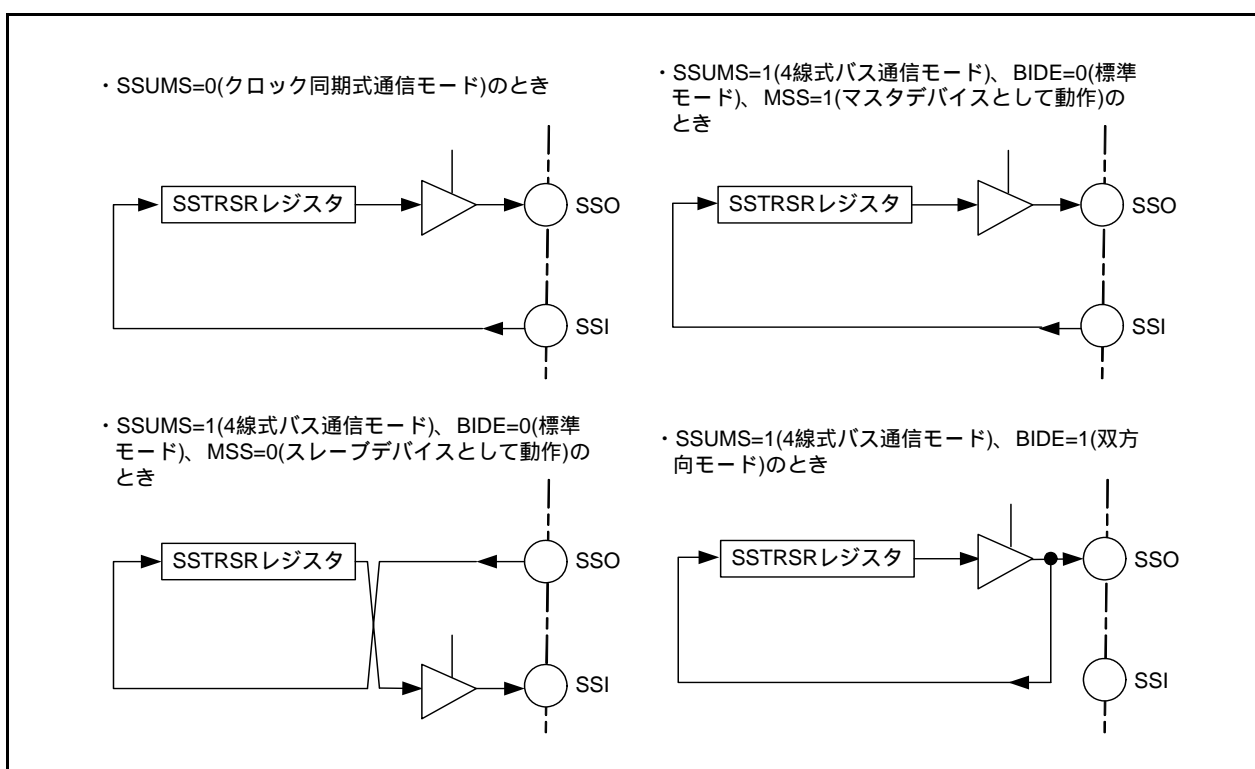 ・SSUMS=0(クロック同期式通信モード)のとき
SSTRSRレジスタ
SSO
SSI
・SSUMS=1(4線式バス通信モード)、BIDE=0(標準
モード)、MSS=1(マスタデバイスとして動作)の
とき
SSTRSRレジスタ
SSO
SSI
・SSUMS=1(4線式バス通信モード)、BIDE=0(標準
モード)、MSS=0(スレーブデバイスとして動作)の
とき
SSTRSRレジスタ
SSO
SSI
・SSUMS=1(4線式バス通信モード)、BIDE=1(双方
向モード)のとき
SSTRSRレジスタ
SSO
SSI